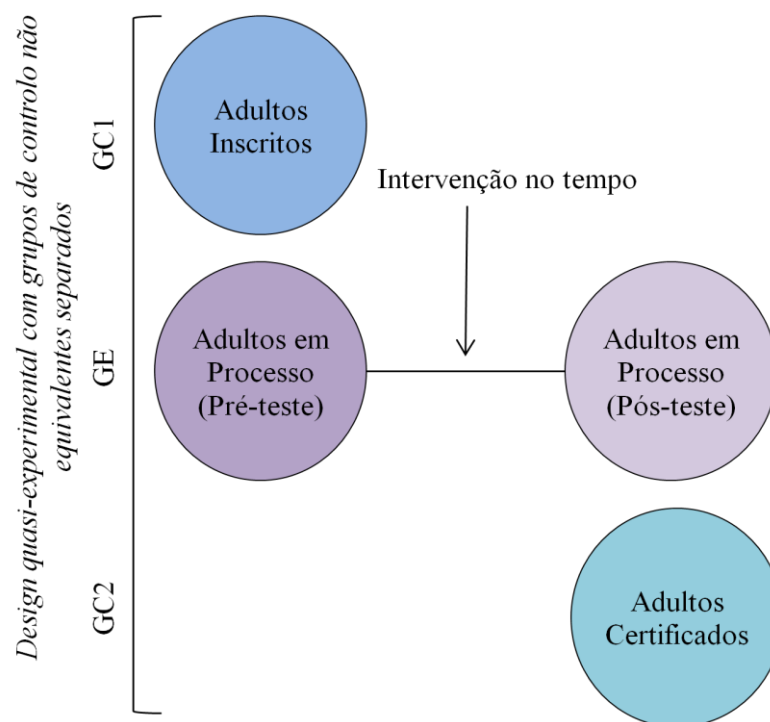 Design quasi-experimental com grupos de controlo não
equivalentes separados
GC1
Adultos
Inscritos
Intervenção no tempo
GE
Adultos em
Processo
(Pré-teste)
Adultos em
Processo
(Pós-teste)
GC2
Adultos
Certificados